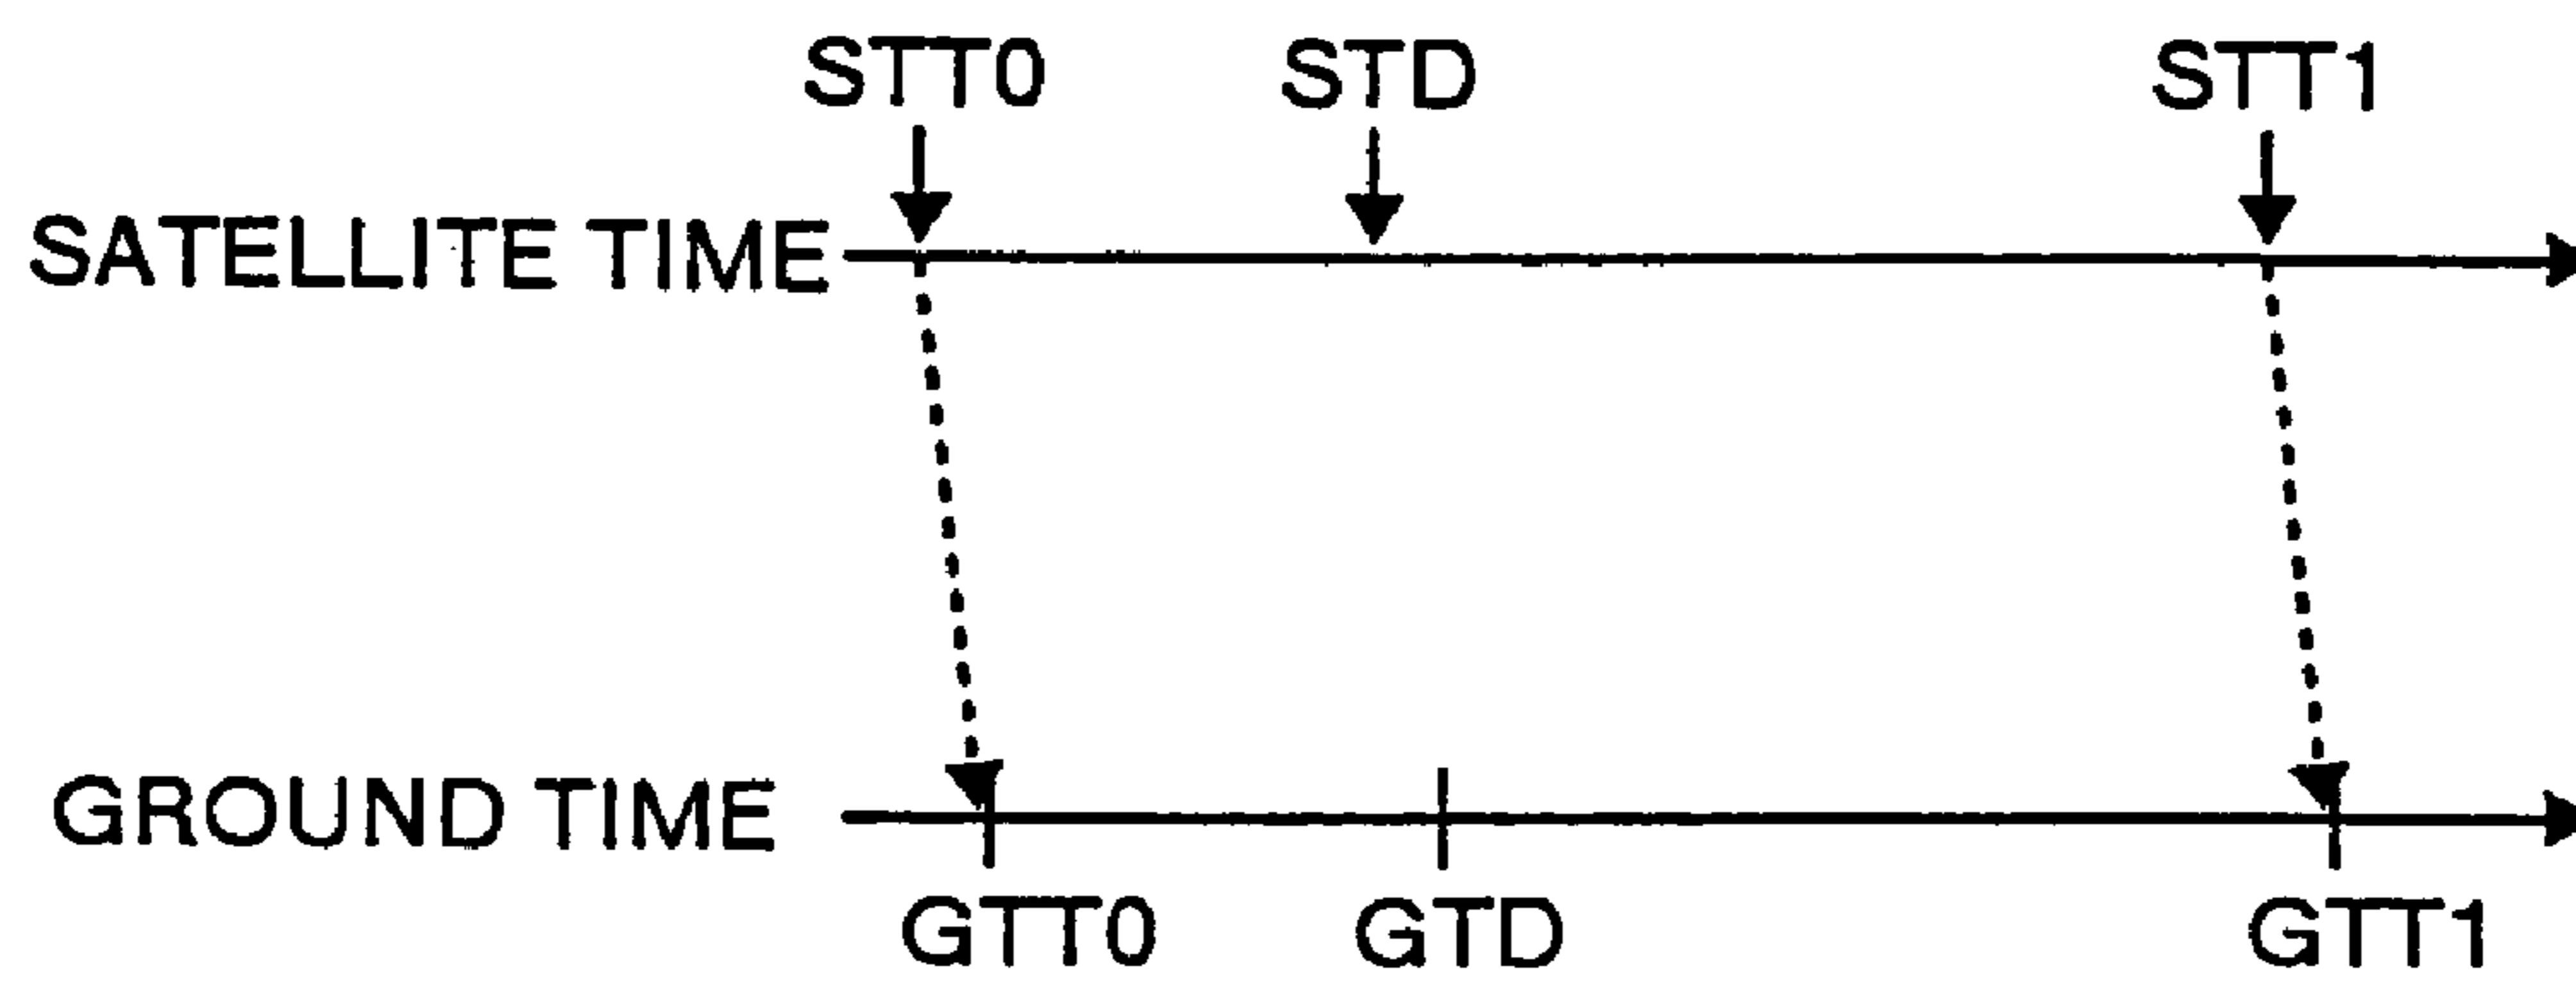 STT0 STD STT1
SATELLITE TIME
GROUND TIME
GTT0 GTD GTT1